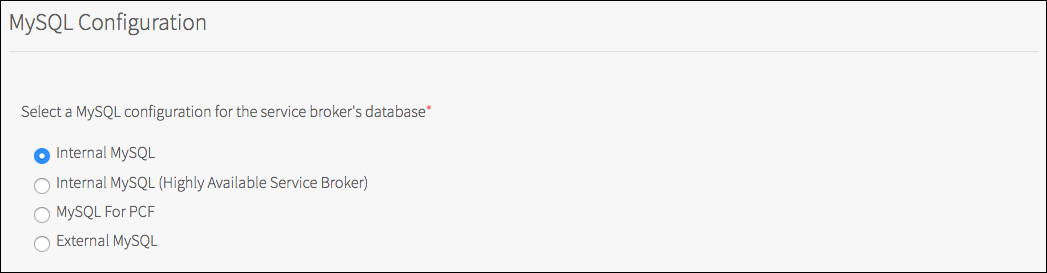 MySQL Configuration
Select a MySQL configuration for the service broker's database*
Internal MySQL
Internal MySQL (Highly Available Service Broker)
MySQL For PCF
External MySQL